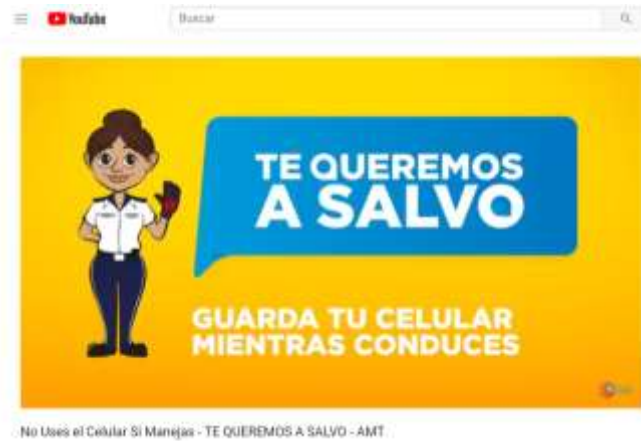 YouTube
Buscar
TE QUEREMOS
A SALVO
GUARDA TU CELULAR
MIENTRAS CONDUCES
No Uses el Celular Si Manejas - TE QUEREMOS A SALVO - AMT